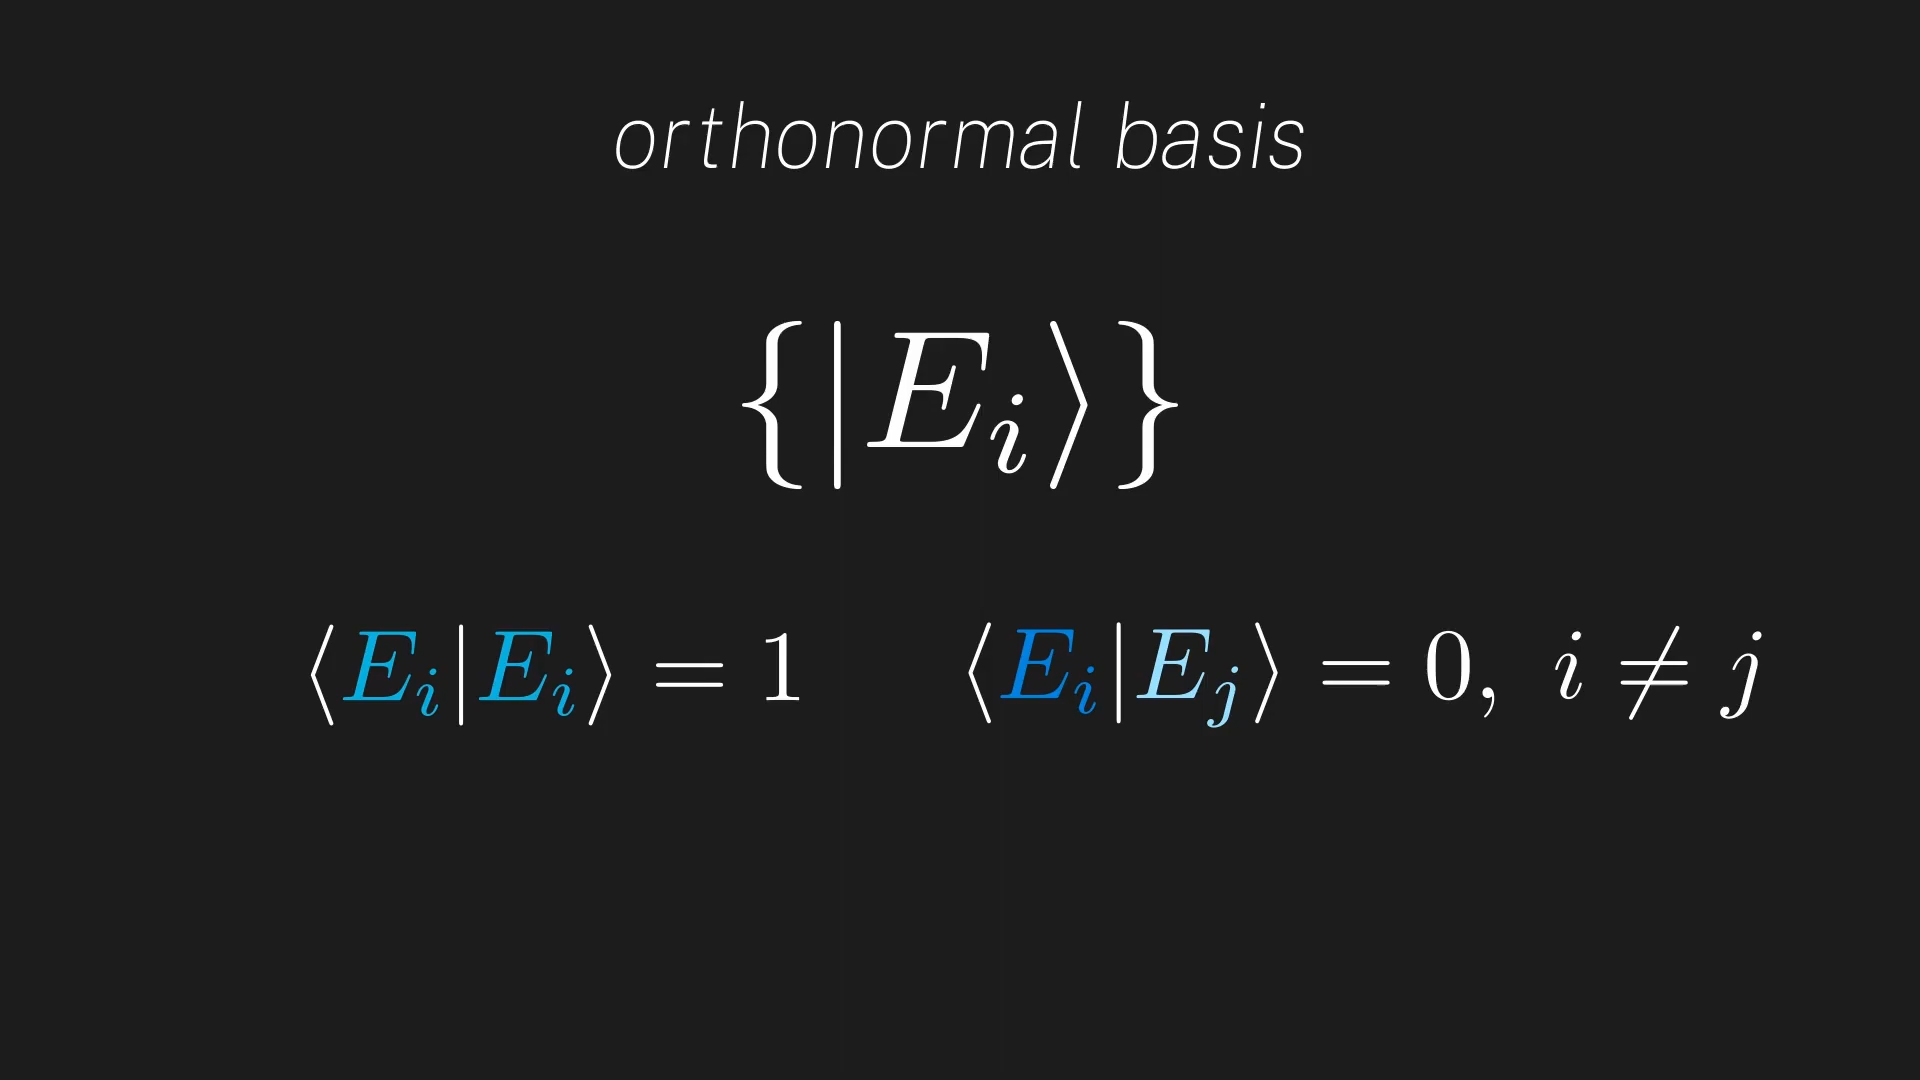 orthonormal basis
{|E_i⟩}
⟨E_i|E_i⟩ = 1 ⟨E_i|E_j⟩ = 0, i ≠ j